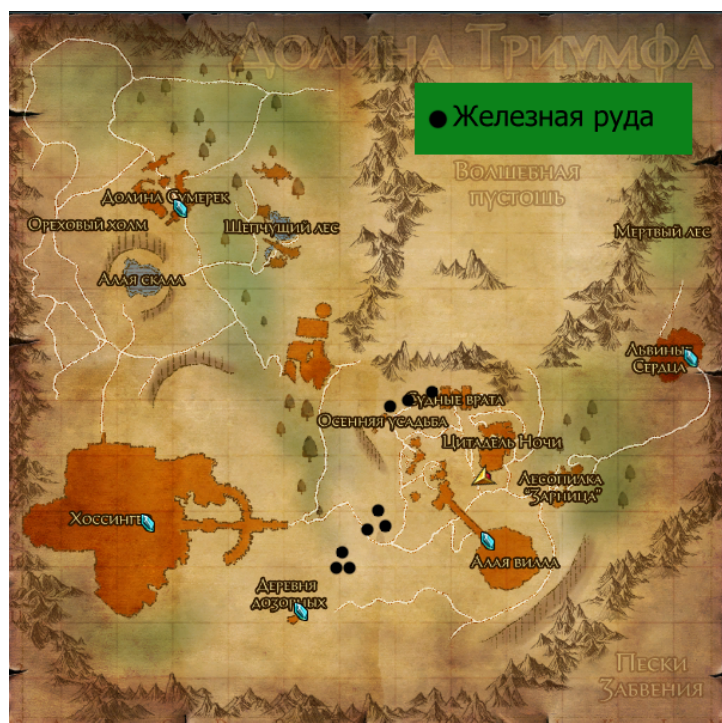 Долина Триумфа
Железная руда
Волшебная
пустошь
Долина Сумерек
Ореховый холм
Шепчущий лес
Мертвый лес
Алая скала
Львиные
Сердца
Судные врата
Осенняя усадьба
Цитадель Ночи
Лесопилка
"Зарница"
Хоссинге
Алая вилла
Деревня
дозорных
Пески
Забвения